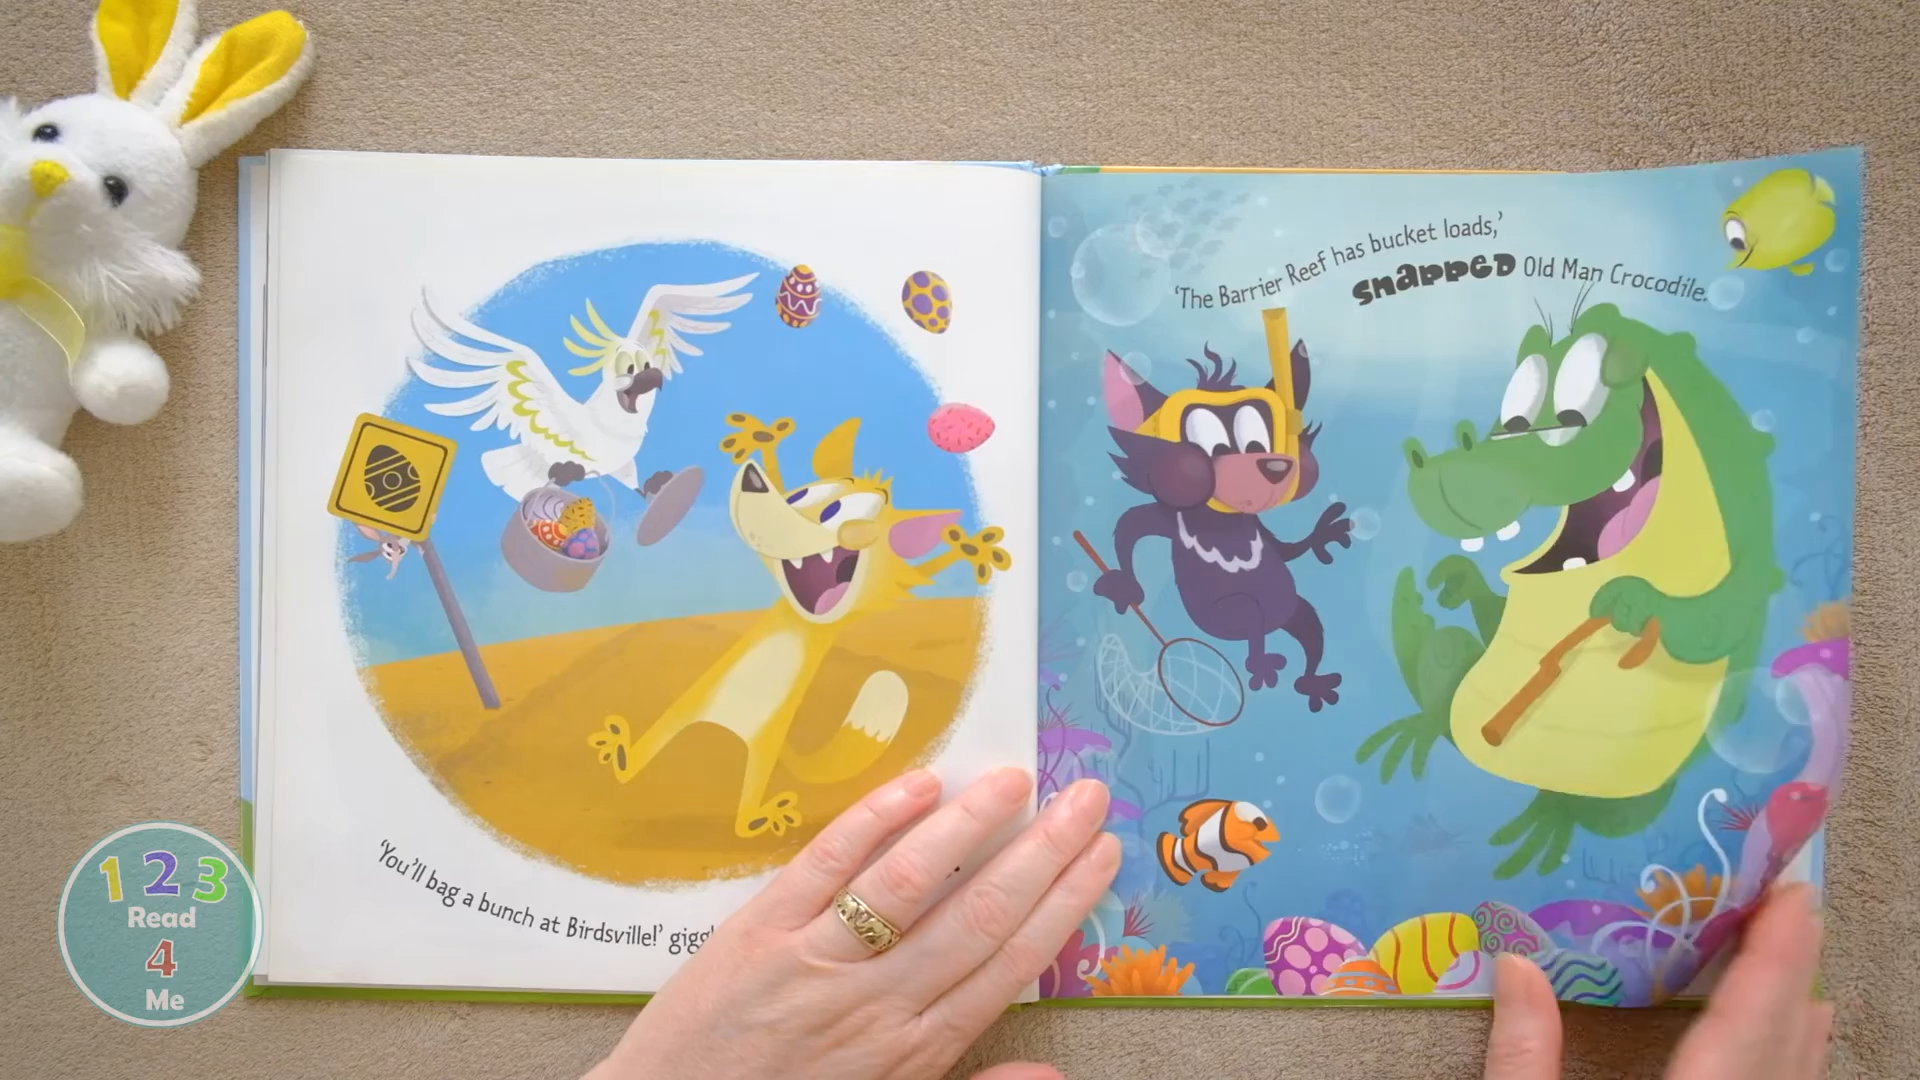 'You'll bag a bunch at Birdsville!'
'The Barrier Reef has bucket loads,'
snapped Old Man Crocodile.
1 2 3
Read
4
Me